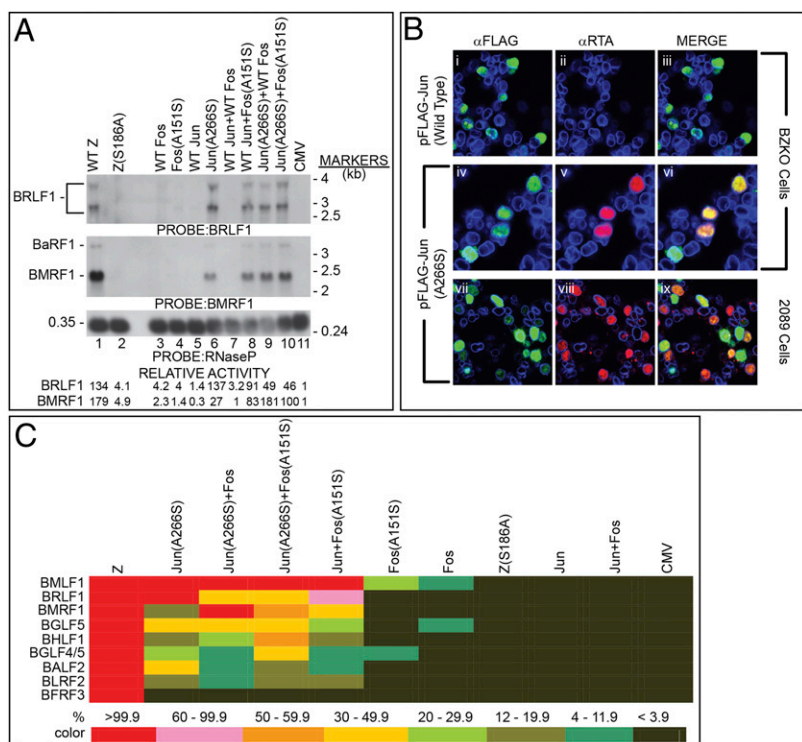 A
WT Z
Z(S186A)
WT Fos
Fos(A151S)
WT Jun
Jun(A266S)
WT Jun+WT Fos
WT Jun+Fos(A151S)
Jun(A266S)+WT Fos
Jun(A266S)+Fos(A151S)
CMV
MARKERS
(kb)
BRLF1
- 4
- 3
- 2.5
PROBE:BRLF1
BaRF1 -
BMRF1 -
- 3
- 2.5
- 2
PROBE:BMRF1
0.35 -
- 0.24
1 2 3 4 5 6 7 8 9 10 11
PROBE:RNaseP
RELATIVE ACTIVITY
BRLF1 134 4.1 4.2 4 1.4 137 3.2 91 49 46 1
BMRF1 179 4.9 2.3 1.4 0.3 27 1 83 181 100 1
B
αFLAG αRTA MERGE
pFLAG-Jun
(Wild Type)
i ii iii
BZKO Cells
pFLAG-Jun
(A266S)
iv v vi
vii viii ix
2089 Cells
C
Z
Jun(A266S)
Jun(A266S)+Fos
Jun(A266S)+Fos(A151S)
Jun+Fos(A151S)
Fos(A151S)
Fos
Z(S186A)
Jun
Jun+Fos
CMV
BMLF1
BRLF1
BMRF1
BGLF5
BHLF1
BGLF4/5
BALF2
BLRF2
BFRF3
% >99.9 60 - 99.9 50 - 59.9 30 - 49.9 20 - 29.9 12 - 19.9 4 - 11.9 < 3.9
color